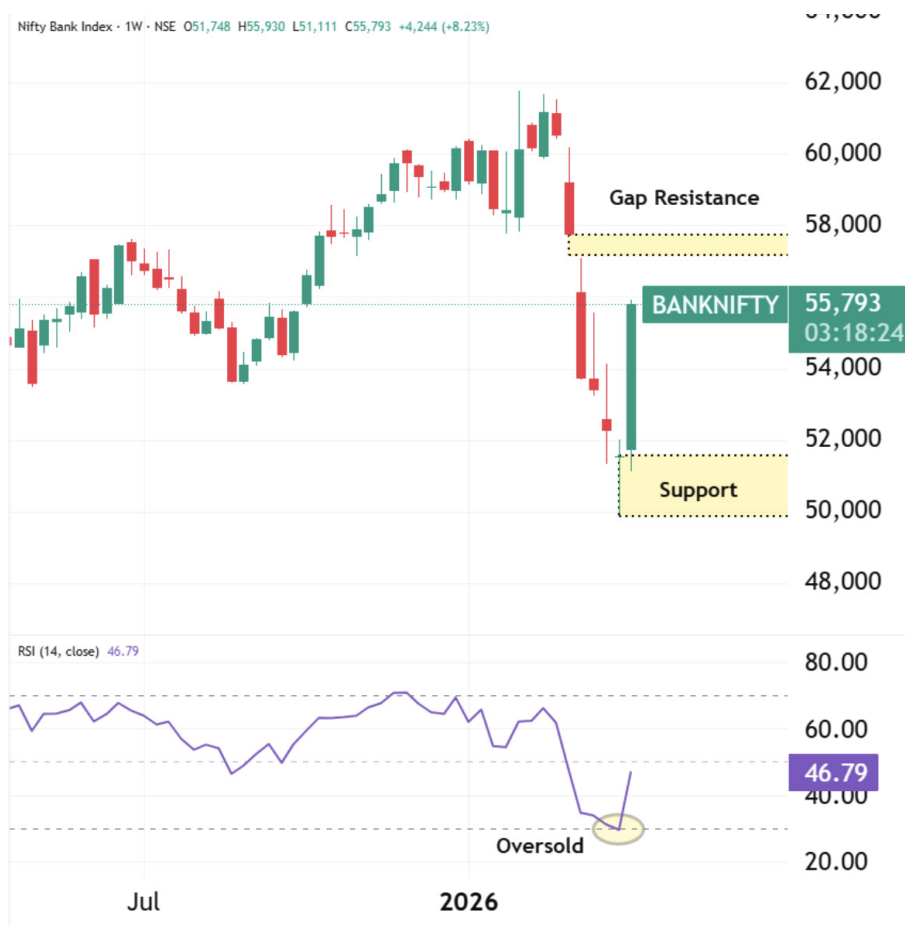 Nifty Bank Index · 1W · NSE O51,748 H55,930 L51,111 C55,793 +4,244 (+8.23%)
62,000
60,000
Gap Resistance
58,000
BANKNIFTY 55,793
03:18:24
54,000
52,000
Support
50,000
48,000
RSI (14, close) 46.79
80.00
60.00
46.79
40.00
Oversold
20.00
Jul 2026